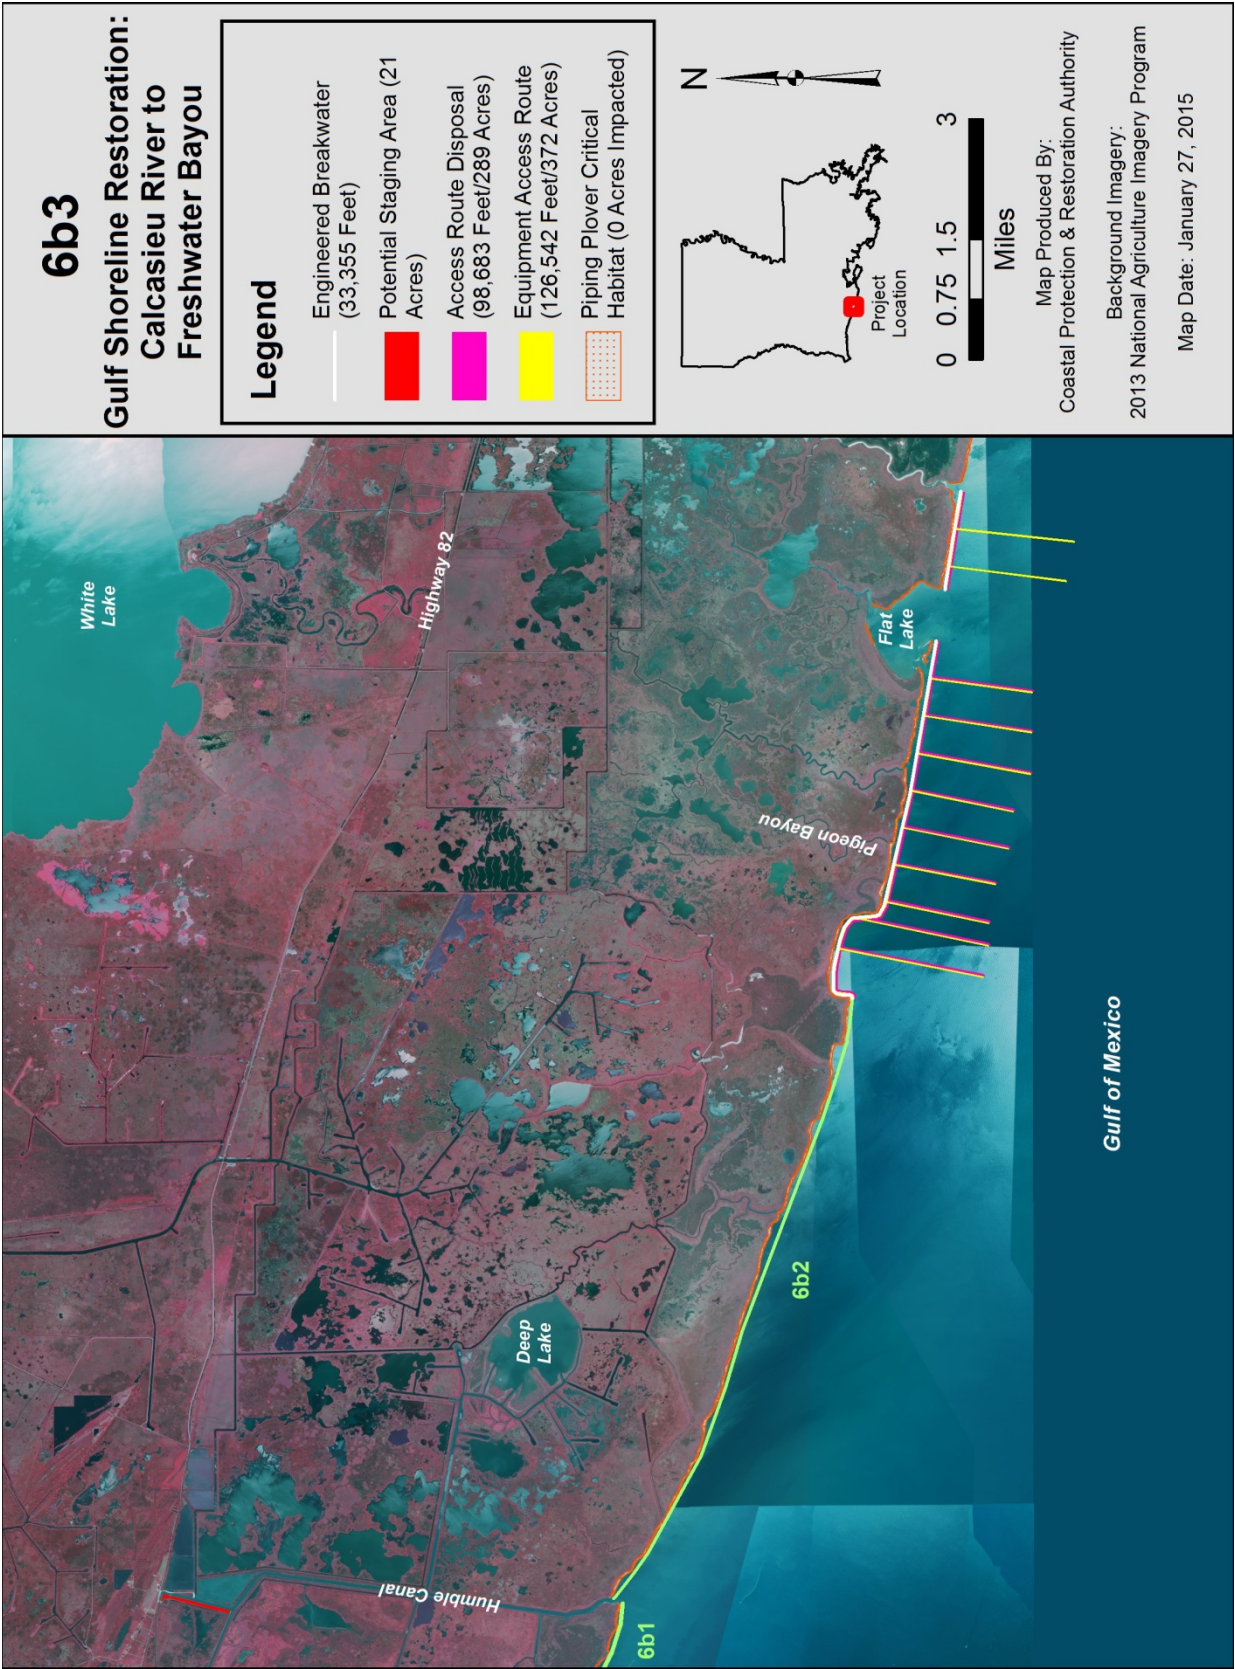 6b3
Gulf Shoreline Restoration:
Calcasieu River to
Freshwater Bayou
Legend
Engineered Breakwater
(33,355 Feet)
Potential Staging Area (21
Acres)
Access Route Disposal
(98,683 Feet/289 Acres)
Equipment Access Route
(126,542 Feet/372 Acres)
Piping Plover Critical
Habitat (0 Acres Impacted)
N
Project
Location
0 0.75 1.5 3
Miles
Map Produced By:
Coastal Protection & Restoration Authority
Background Imagery:
2013 National Agriculture Imagery Program
Map Date: January 27, 2015
White
Lake
Highway 82
Flat
Lake
Pigeon Bayou
Deep
Lake
Humble Canal
6b1
6b2
Gulf of Mexico